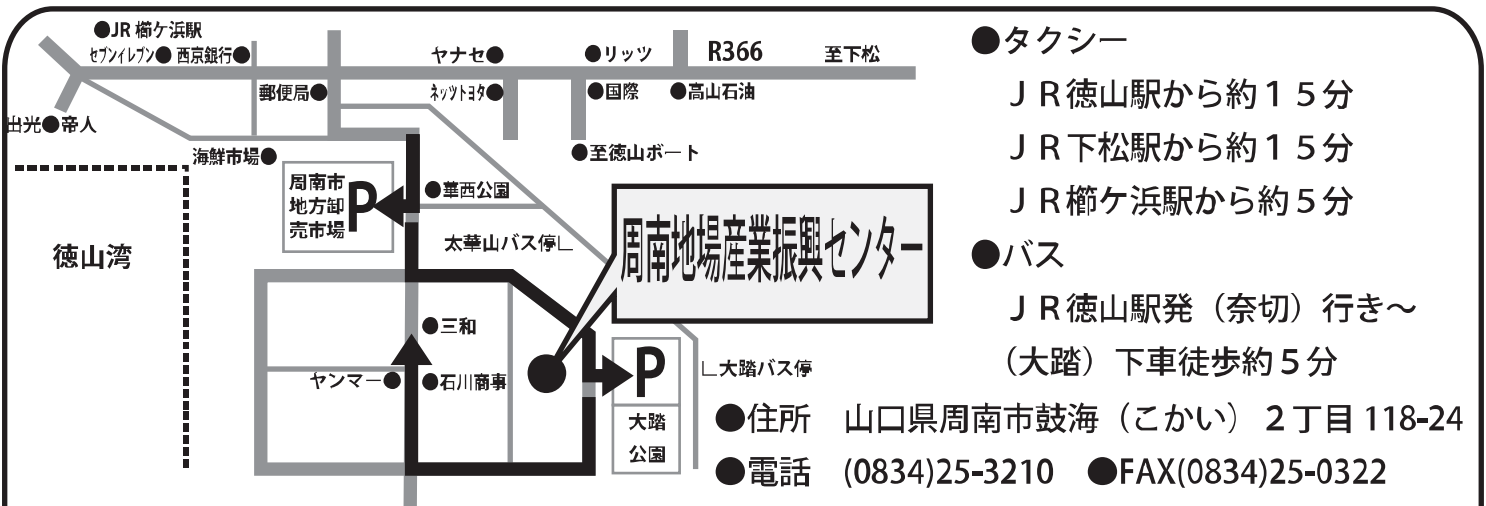 ●JR 櫛ケ浜駅
セブンイレブン● 西京銀行●
ヤナセ●
●リッツ
R366
至下松
郵便局●
ネッツトヨタ●
●国際
●高山石油
出光●帝人
海鮮市場●
●至徳山ボート
周南市
地方卸
売市場
P
●華西公園
徳山湾
太華山バス停
周南地場産業振興センター
●三和
ヤンマー●
●石川商事
P
大踏バス停
大踏
公園
●タクシー
JR徳山駅から約15分
JR下松駅から約15分
JR櫛ケ浜駅から約5分
●バス
JR徳山駅発（奈切）行き～
（大踏）下車徒歩約5分
●住所　山口県周南市鼓海（こかい）2丁目 118-24
●電話　(0834)25-3210　●FAX(0834)25-0322